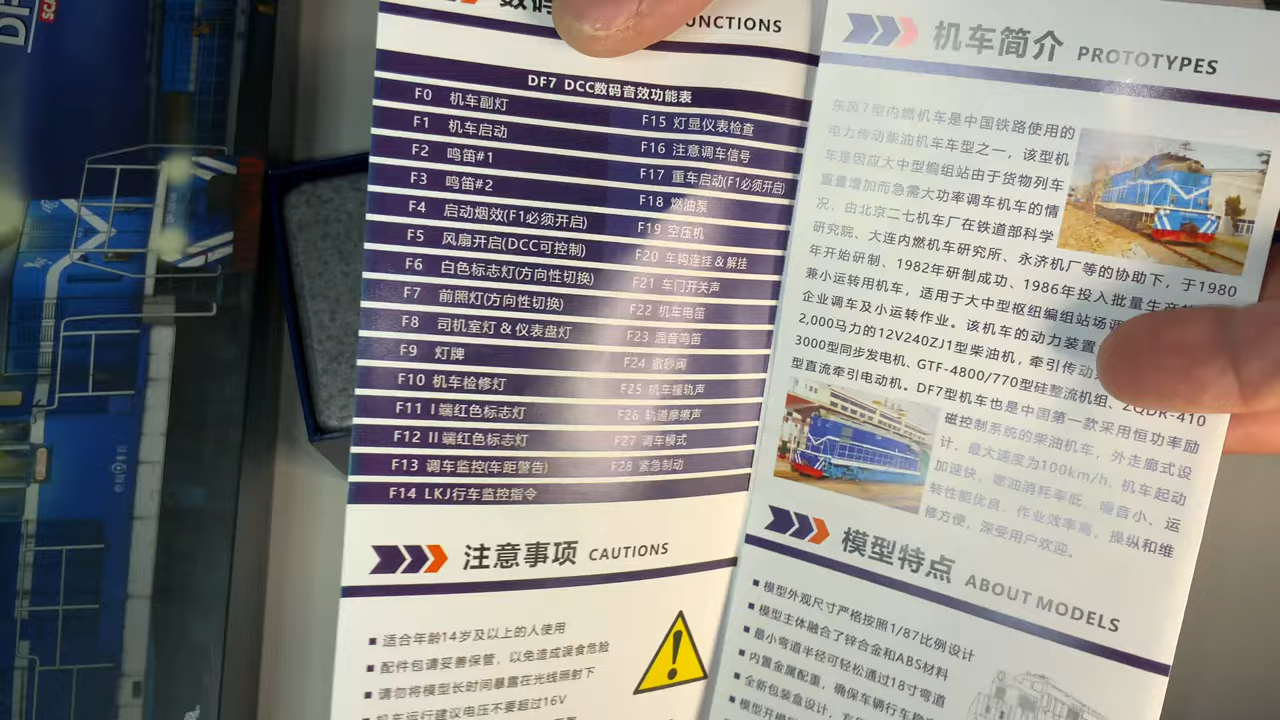 UNCTIONS
DF7 DCC数码音效功能表
F0 机车副灯
F1 机车启动
F2 鸣笛#1
F3 鸣笛#2
F4 启动烟效(F1必须开启)
F5 风扇开启(DCC可控制)
F6 白色标志灯(方向性切换)
F7 前照灯(方向性切换)
F8 司机室灯&仪表盘灯
F9 灯牌
F10 机车检修灯
F11 I端红色标志灯
F12 II端红色标志灯
F13 调车监控(车距警告)
F14 LKJ行车监控指令
F15 灯显仪表检查
F16 注意调车信号
F17 重车启动(F1必须开启)
F18 燃油泵
F19 空压机
F20 车钩连挂&解挂
F21 车门开关声
F22 机车电笛
F23 混音鸣笛
F24 撒砂阀
F25 机车撞轨声
F26 轨道摩擦声
F27 调车模式
F28 紧急制动
注意事项 CAUTIONS
■ 适合年龄14岁及以上的人使用
■ 配件包请妥善保管，以免造成误食危险
■ 请勿将模型长时间暴露在光线照射下
机车运行建议电压不要超过16V
机车简介 PROTOTYPES
东风7型内燃机车是中国铁路使用的
电力传动柴油机车车型之一，该型机
车是因应大中型编组站由于货物列车
重量增加而急需大功率调车机车的情
况，由北京二七机车厂在铁道部科学
研究院、大连内燃机车研究所、永济机厂等的协助下，于1980
年开始研制、1982年研制成功、1986年投入批量生产
兼小运转用机车，适用于大中型枢纽编组站场调
企业调车及小运转作业。该机车的动力装置
2,000马力的12V240ZJ1型柴油机，牵引传动
3000型同步发电机、GTF-4800/770型硅整流机组、ZQDR-410
型直流牵引电动机。DF7型机车也是中国第一款采用恒功率励
磁控制系统的柴油机车，外走廊式设
计，最大速度为100km/h，机车起动
加速快，燃油消耗率低、噪音小、运
转性能优良，作业效率高，操纵和维
修方便，深受用户欢迎。
模型特点 ABOUT MODELS
■ 模型外观尺寸严格按照1/87比例设计
■ 模型主体融合了锌合金和ABS材料
■ 最小弯道半径可轻松通过18寸弯道
■ 内置金属配重，确保车辆行车稳
■ 全新包装盒设计，
■ 模型开模